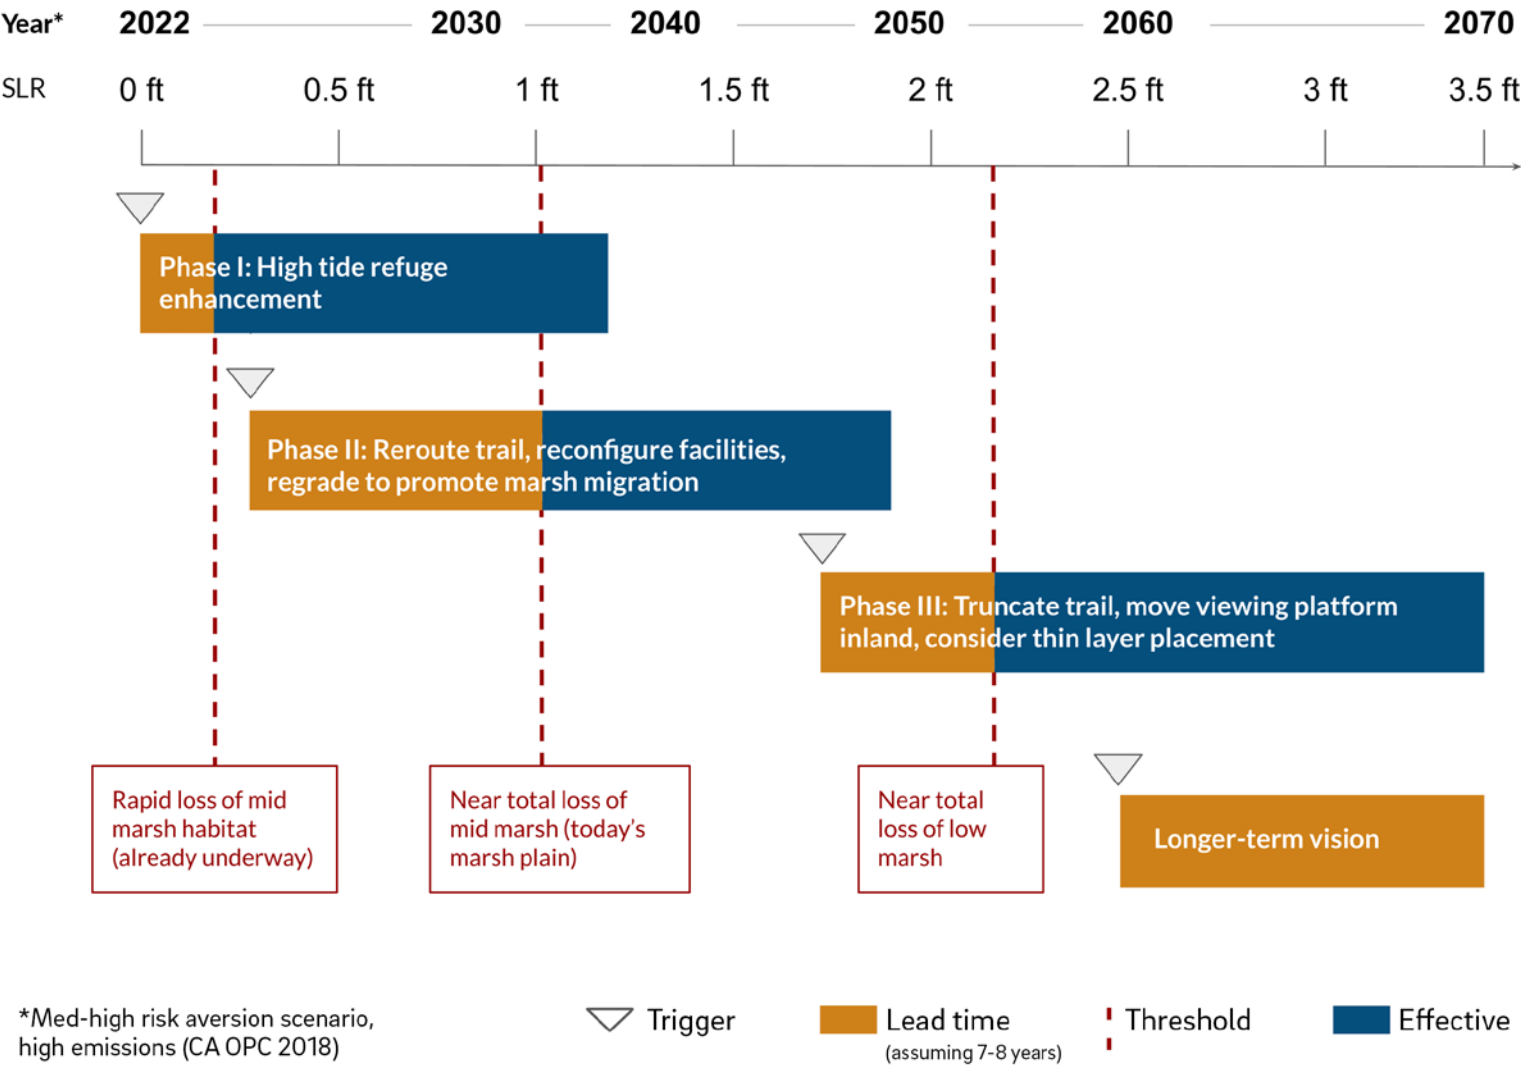 Year* 2022 2030 2040 2050 2060 2070
SLR 0 ft 0.5 ft 1 ft 1.5 ft 2 ft 2.5 ft 3 ft 3.5 ft
Phase I: High tide refuge
enhancement
Phase II: Reroute trail, reconfigure facilities,
regrade to promote marsh migration
Phase III: Truncate trail, move viewing platform
inland, consider thin layer placement
Rapid loss of mid
marsh habitat
(already underway)
Near total loss of
mid marsh (today's
marsh plain)
Near total
loss of low
marsh
Longer-term vision
*Med-high risk aversion scenario,
high emissions (CA OPC 2018)
Trigger
Lead time
(assuming 7-8 years)
Threshold
Effective